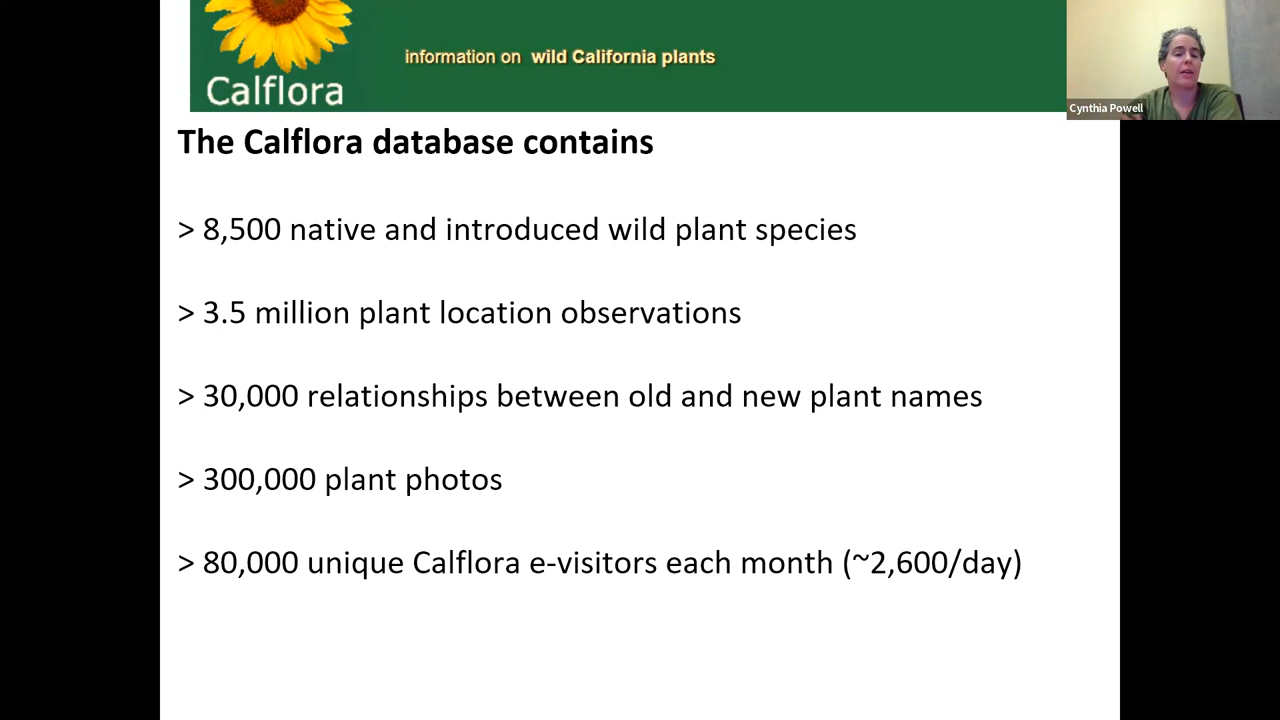 information on wild California plants
Calflora
Cynthia Powell
The Calflora database contains
> 8,500 native and introduced wild plant species
> 3.5 million plant location observations
> 30,000 relationships between old and new plant names
> 300,000 plant photos
> 80,000 unique Calflora e-visitors each month (~2,600/day)